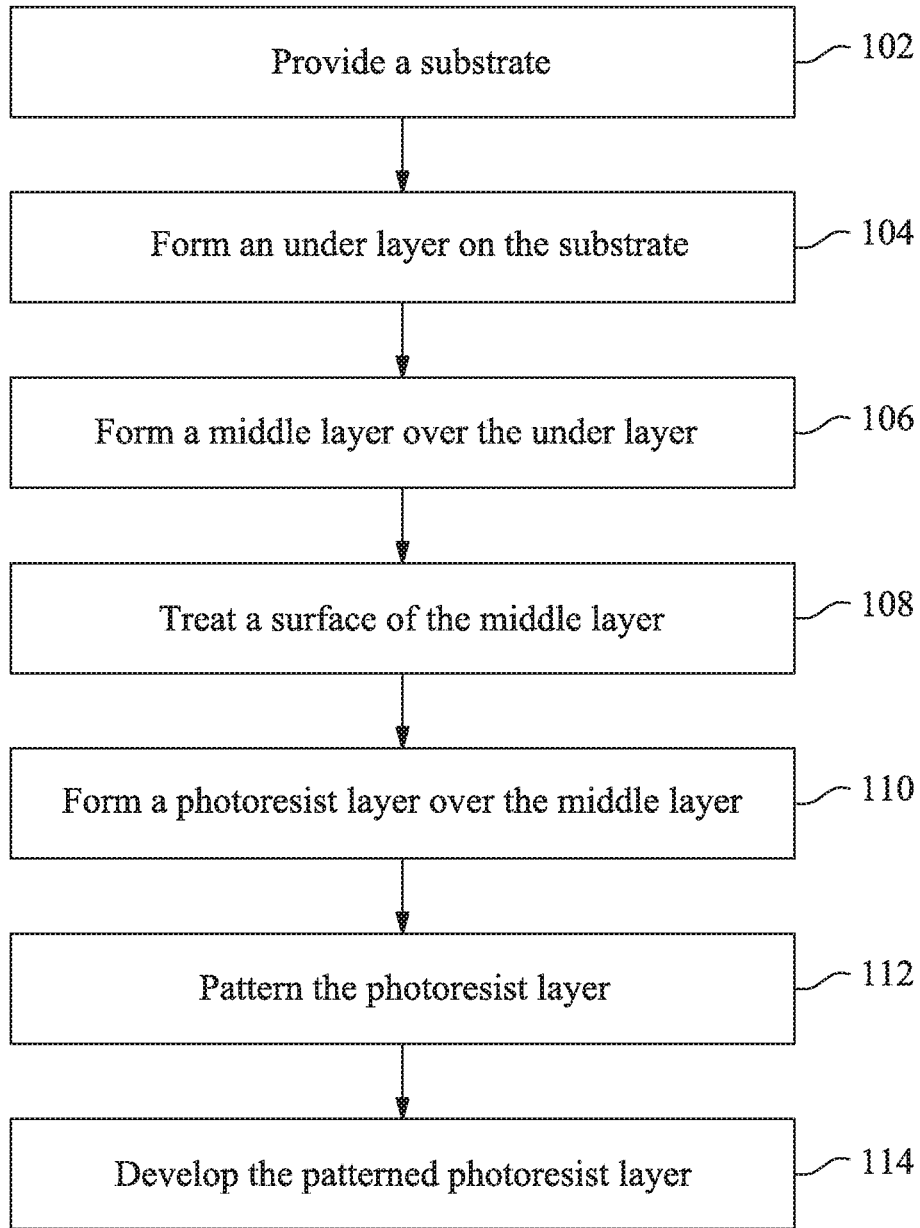 Provide a substrate
102
Form an under layer on the substrate
104
Form a middle layer over the under layer
106
Treat a surface of the middle layer
108
Form a photoresist layer over the middle layer
110
Pattern the photoresist layer
112
Develop the patterned photoresist layer
114